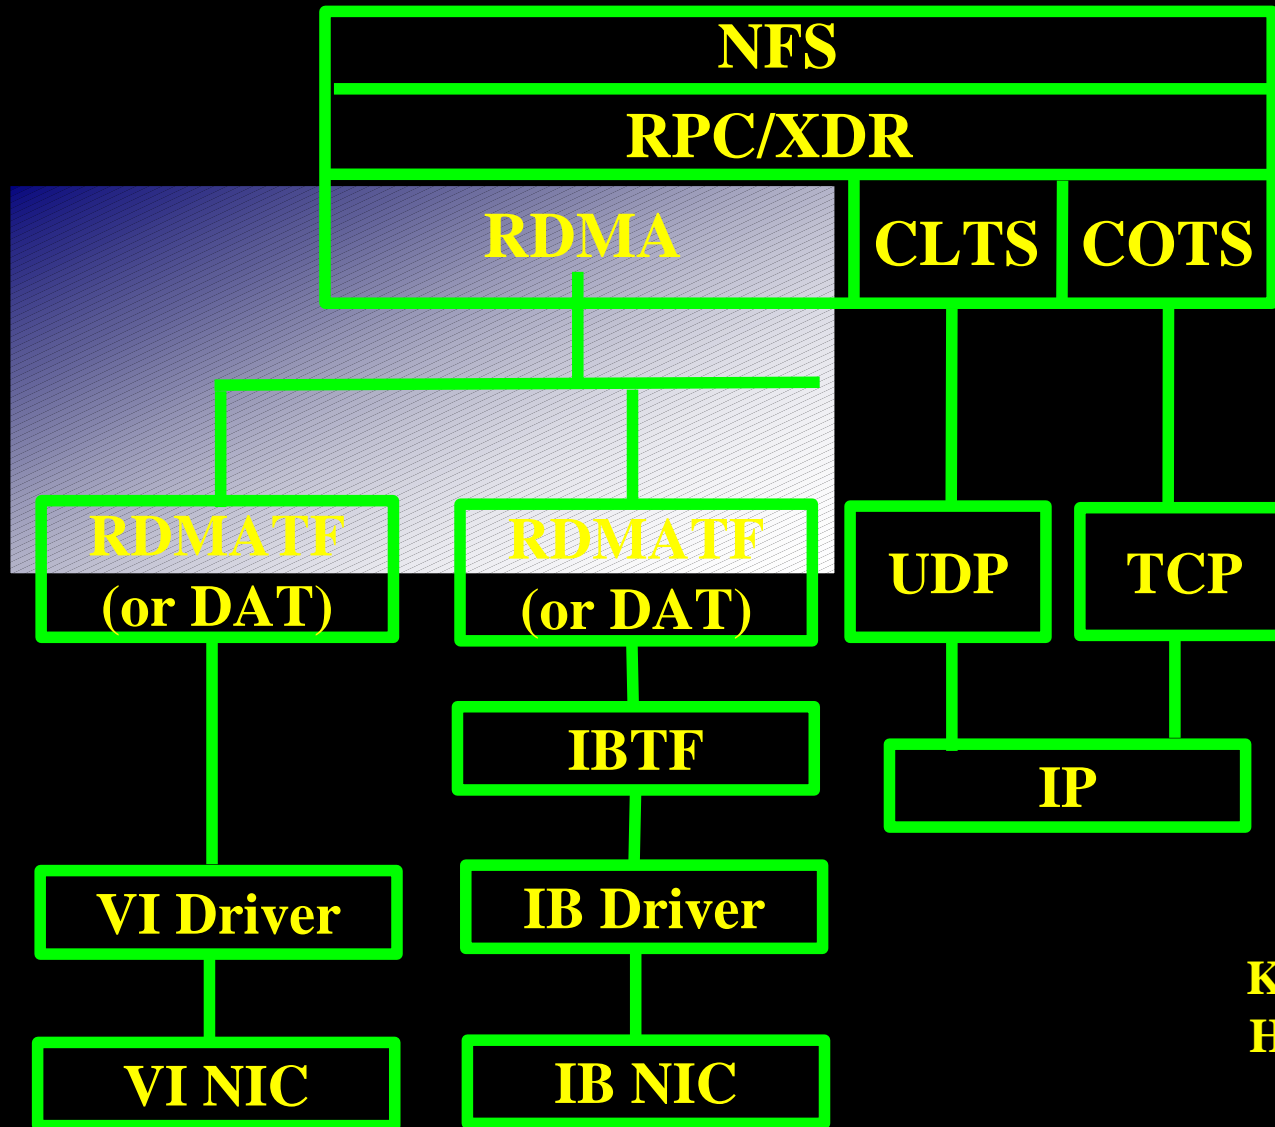 NFS
RPC/XDR
RDMA
CLTS
COTS
RDMATF
(or DAT)
RDMATF
(or DAT)
UDP
TCP
IBTF
IP
VI Driver
IB Driver
K
H
VI NIC
IB NIC